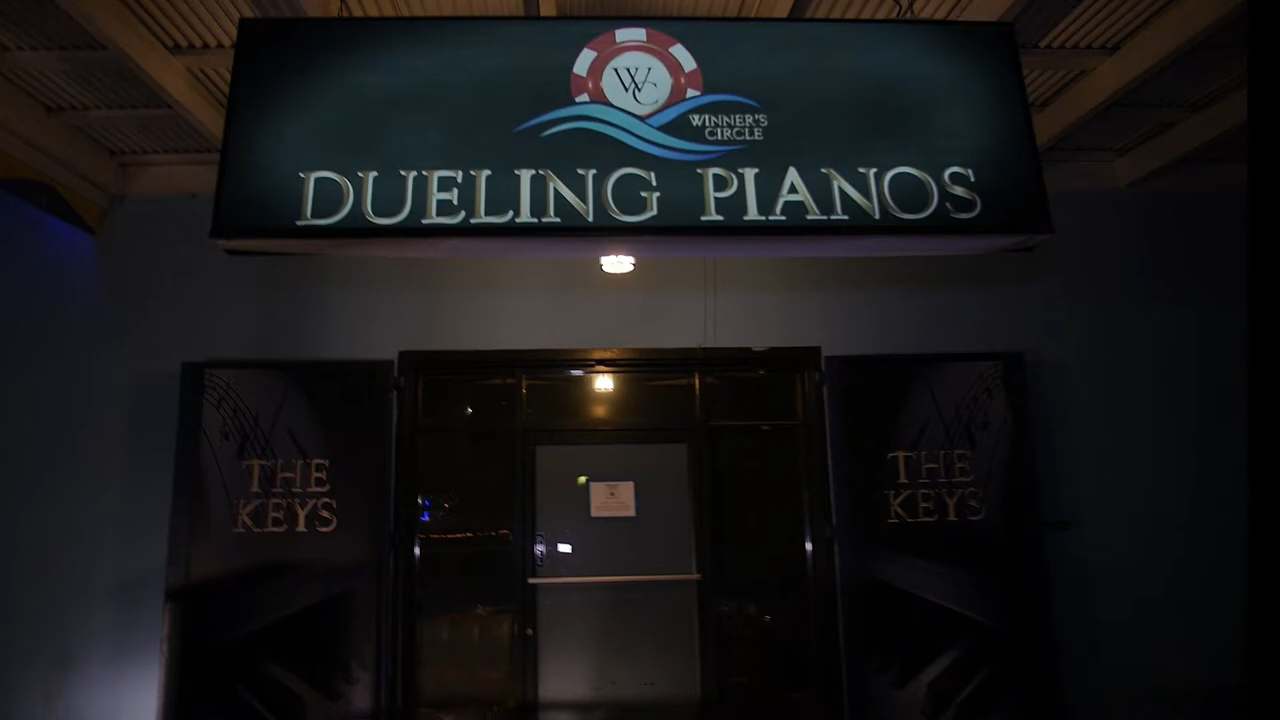 WC
WINNER'S
CIRCLE
DUELING PIANOS
THE
KEYS
THE
KEYS